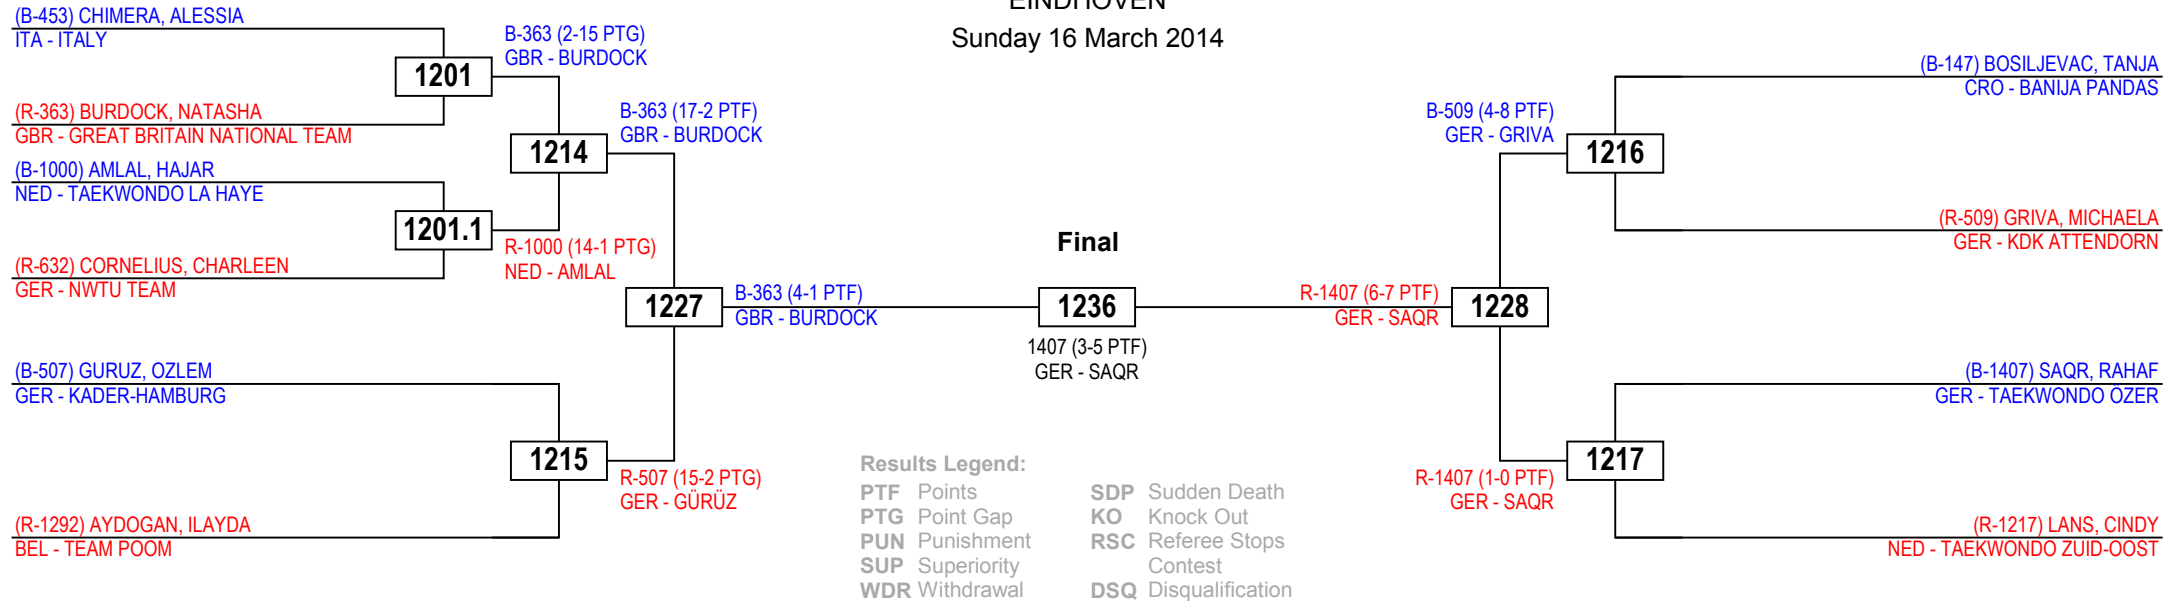 EINDHOVEN
Sunday 16 March 2014
(B-453) CHIMERA, ALESSIA
ITA - ITALY
1201
(R-363) BURDOCK, NATASHA
GBR - GREAT BRITAIN NATIONAL TEAM
(B-1000) AMLAL, HAJAR
NED - TAEKWONDO LA HAYE
1201.1
(R-632) CORNELIUS, CHARLEEN
GER - NWTU TEAM
(B-507) GURUZ, OZLEM
GER - KADER-HAMBURG
(R-1292) AYDOGAN, ILAYDA
BEL - TEAM POOM
B-363 (2-15 PTG)
GBR - BURDOCK
1214
R-1000 (14-1 PTG)
NED - AMLAL
1215
B-363 (17-2 PTF)
GBR - BURDOCK
1227
R-507 (15-2 PTG)
GER - GÜRÜZ
B-363 (4-1 PTF)
GBR - BURDOCK
Final
1236
1407 (3-5 PTF)
GER - SAQR
R-1407 (6-7 PTF)
GER - SAQR
1228
B-509 (4-8 PTF)
GER - GRIVA
1216
R-1407 (1-0 PTF)
GER - SAQR
1217
(B-147) BOSILJEVAC, TANJA
CRO - BANIJA PANDAS
(R-509) GRIVA, MICHAELA
GER - KDK ATTENDORN
(B-1407) SAQR, RAHAF
GER - TAEKWONDO ÖZER
(R-1217) LANS, CINDY
NED - TAEKWONDO ZUID-OOST
Results Legend:
PTF Points
PTG Point Gap
PUN Punishment
SUP Superiority
WDR Withdrawal
SDP Sudden Death
KO Knock Out
RSC Referee Stops
Contest
DSQ Disqualification